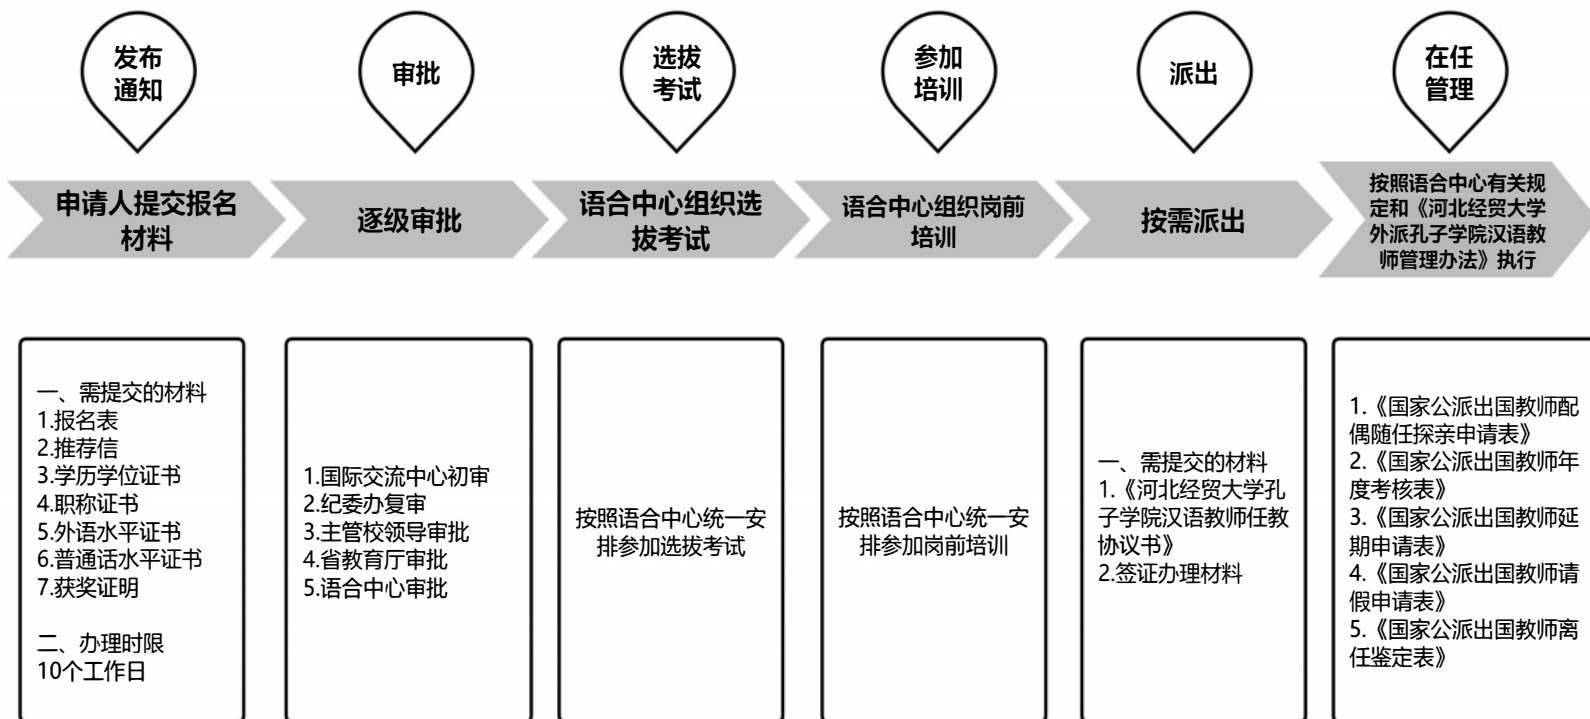 发布
通知
审批
选拔
考试
参加
培训
派出
在任
管理
申请人提交报名
材料
逐级审批
语合中心组织选
拔考试
语合中心组织岗前
培训
按需派出
按照语合中心有关规
定和《河北经贸大学
外派孔子学院汉语教
师管理办法》执行
一、需提交的材料
1.报名表
2.推荐信
3.学历学位证书
4.职称证书
5.外语水平证书
6.普通话水平证书
7.获奖证明
二、办理时限
10个工作日
1.国际交流中心初审
2.纪委办复审
3.主管校领导审批
4.省教育厅审批
5.语合中心审批
按照语合中心统一安
排参加选拔考试
按照语合中心统一安
排参加岗前培训
一、需提交的材料
1.《河北经贸大学孔
子学院汉语教师任教
协议书》
2.签证办理材料
1.《国家公派出国教师配
偶随任探亲申请表》
2.《国家公派出国教师年
度考核表》
3.《国家公派出国教师延
期申请表》
4.《国家公派出国教师请
假申请表》
5.《国家公派出国教师离
任鉴定表》